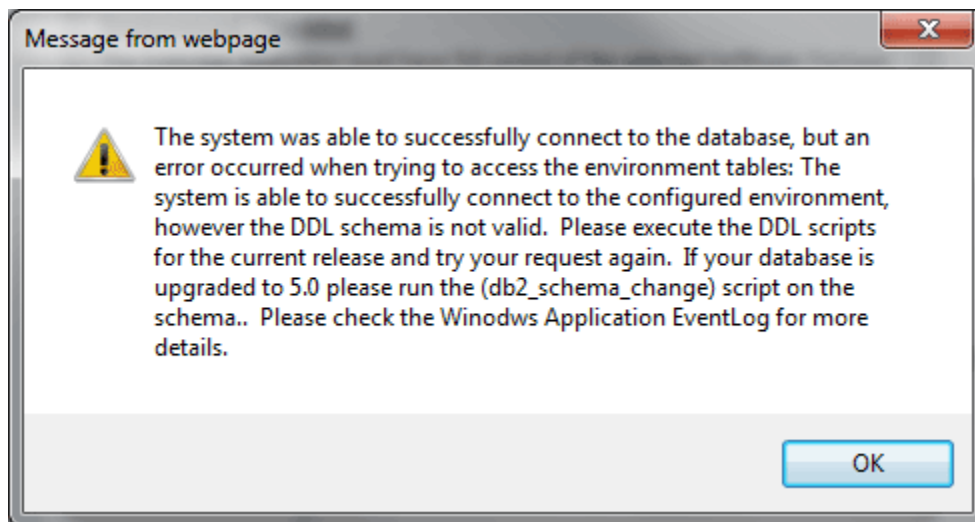 Message from webpage
The system was able to successfully connect to the database, but an
error occurred when trying to access the environment tables: The
system is able to successfully connect to the configured environment,
however the DDL schema is not valid.  Please execute the DDL scripts
for the current release and try your request again.  If your database is
upgraded to 5.0 please run the (db2_schema_change) script on the
schema..  Please check the Winodws Application EventLog for more
details.
OK